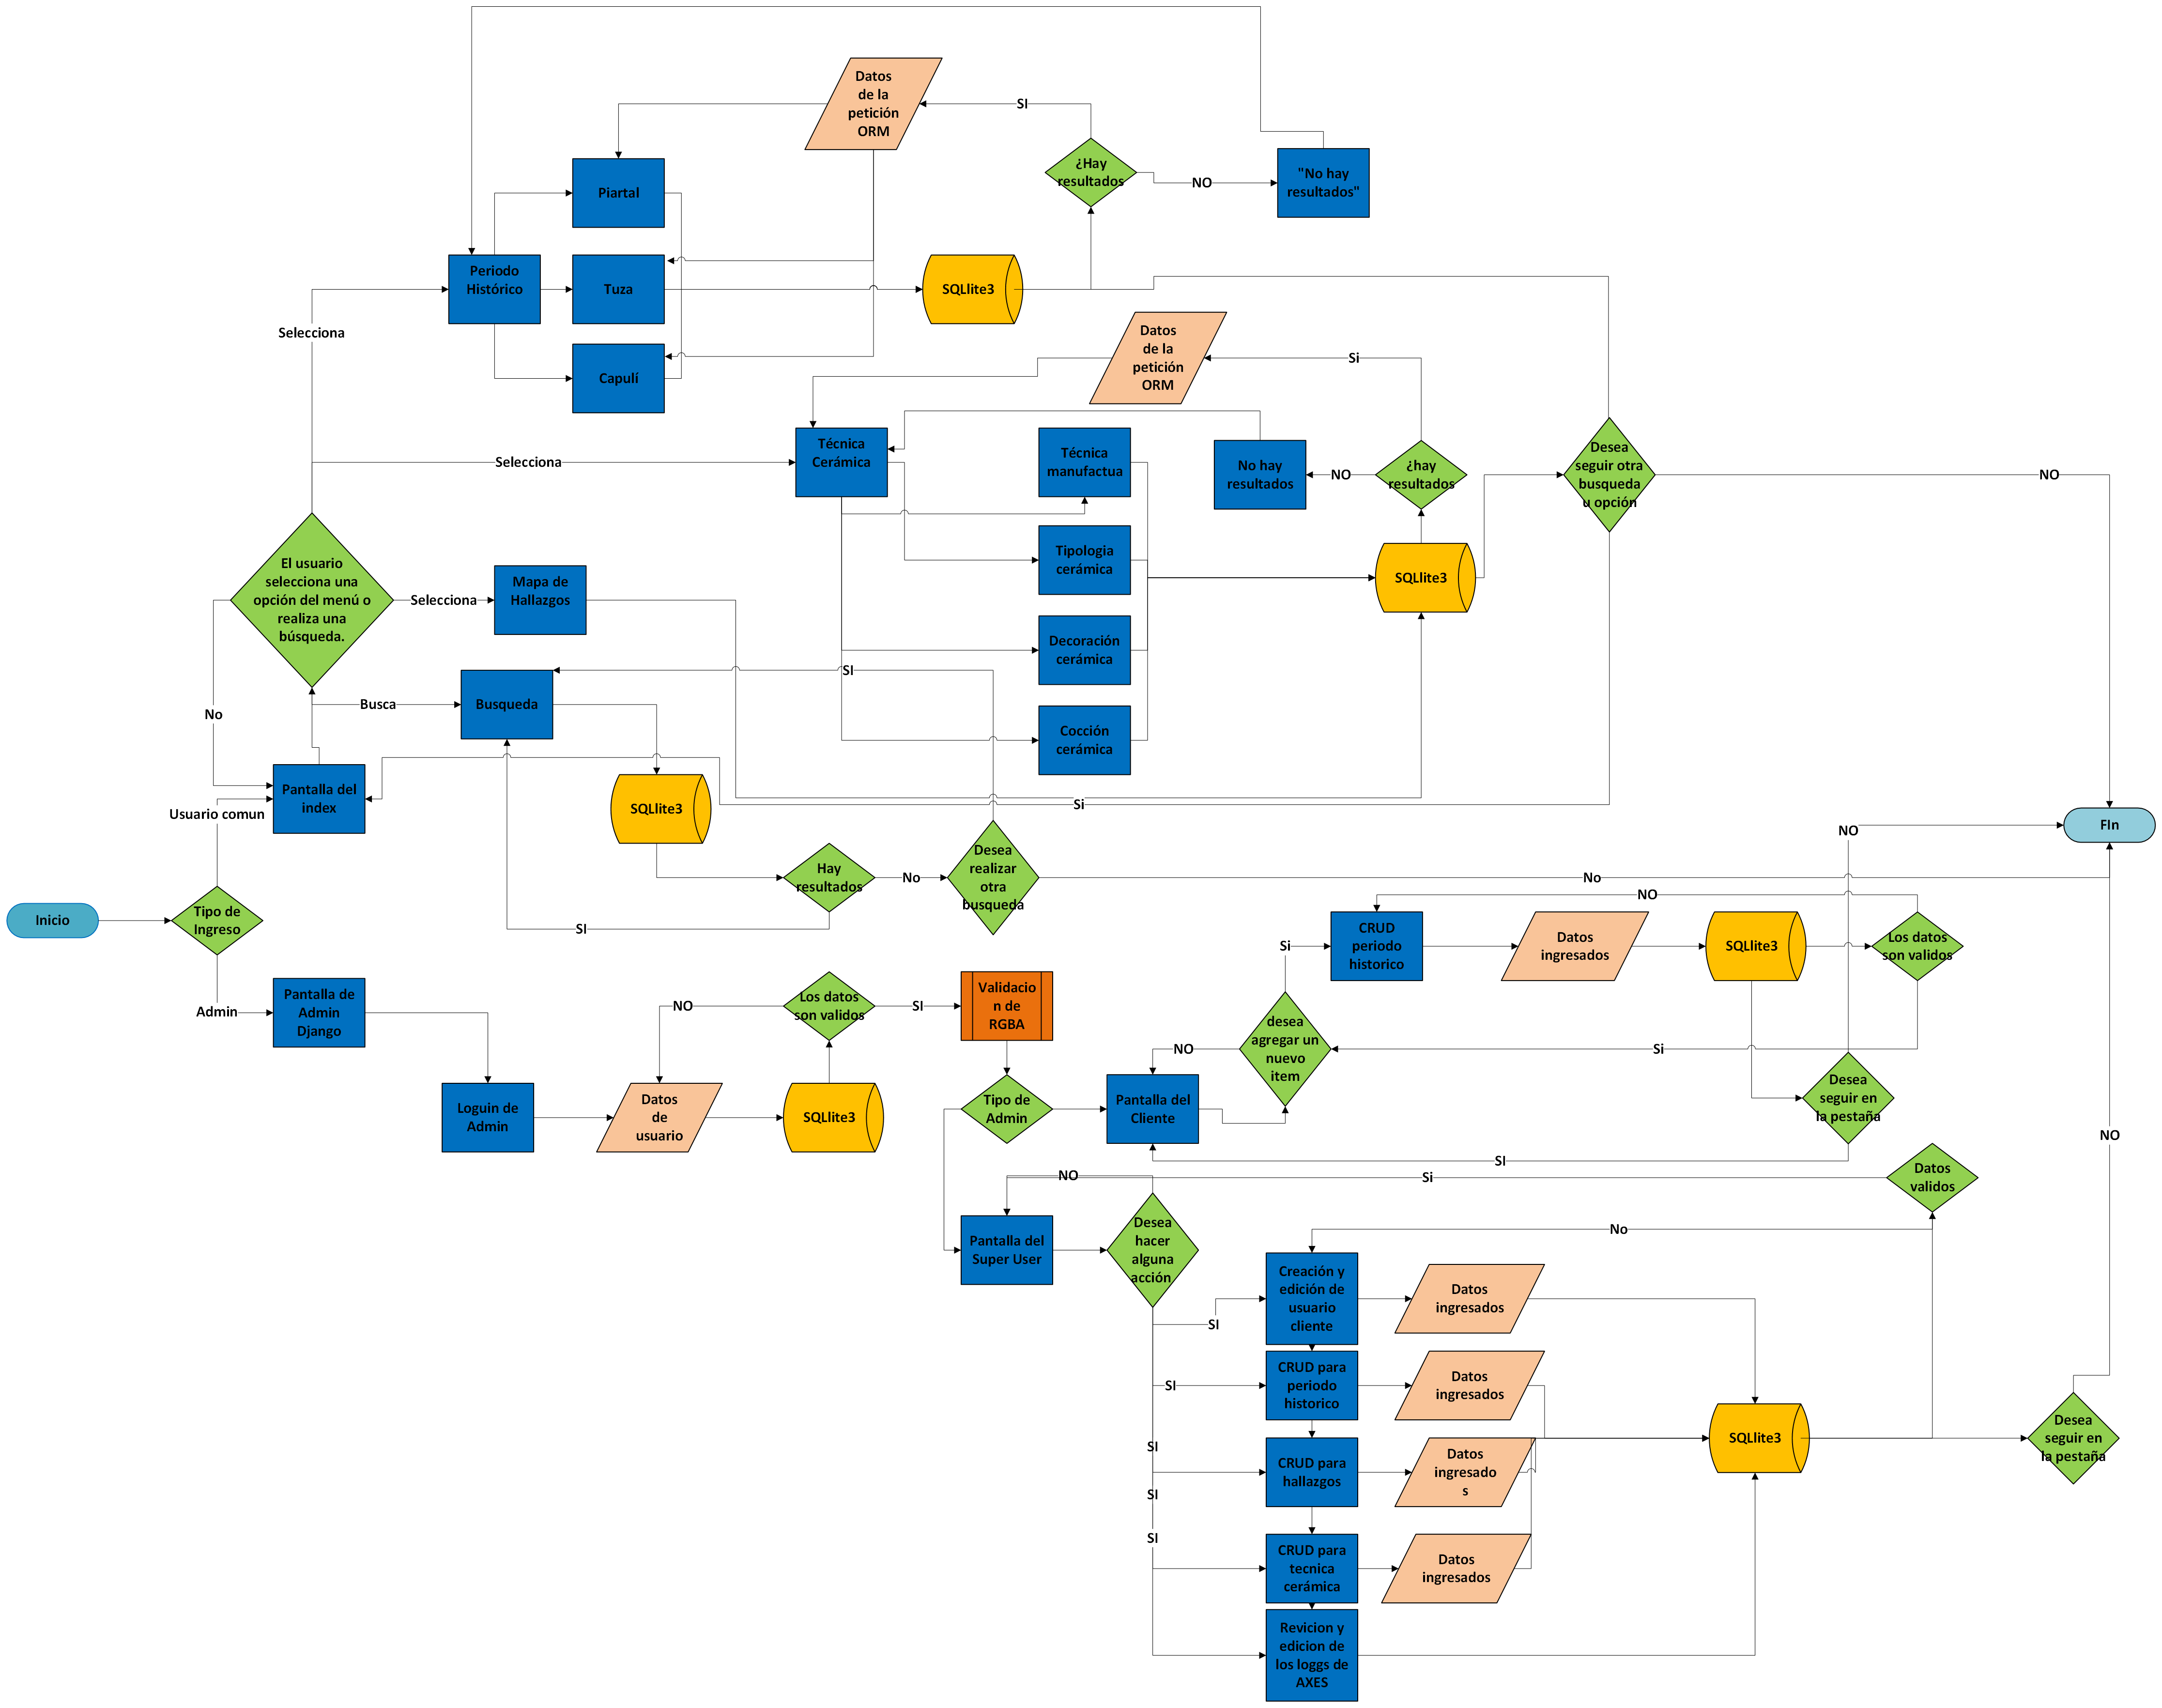 Datos
de la
petición
ORM
SI
¿Hay
resultados
NO
"No hay
resultados"
Piartal
Periodo
Histórico
Tuza
SQLlite3
Capulí
Selecciona
Datos
de la
petición
ORM
Si
Técnica
Cerámica
Selecciona
Técnica
manufactua
No hay
resultados
NO
¿hay
resultados
Desea
seguir otra
busqueda
u opción
NO
El usuario
selecciona una
opción del menú o
realiza una
búsqueda.
Selecciona
Mapa de
Hallazgos
Tipologia
cerámica
SQLlite3
Decoración
cerámica
SI
No
Busca
Busqueda
Cocción
cerámica
Pantalla del
index
Usuario comun
SQLlite3
Si
Hay
resultados
No
Desea
realizar
otra
busqueda
No
SI
NO
FIn
Inicio
Tipo de
Ingreso
Admin
Pantalla de
Admin
Django
Loguin de
Admin
Datos
de
usuario
SQLlite3
NO
Los datos
son validos
SI
Validacio
n de
RGBA
Tipo de
Admin
Pantalla del
Cliente
NO
desea
agregar un
nuevo
item
Si
CRUD
periodo
historico
Datos
ingresados
SQLlite3
NO
Los datos
son validos
Si
Desea
seguir en
la pestaña
SI
NO
NO
Si
Datos
validos
Pantalla del
Super User
Desea
hacer
alguna
acción
No
SI
Creación y
edición de
usuario
cliente
Datos
ingresados
SI
CRUD para
periodo
historico
Datos
ingresados
SI
CRUD para
hallazgos
Datos
ingresado
s
SQLlite3
Desea
seguir en
la pestaña
SI
SI
CRUD para
tecnica
cerámica
Datos
ingresados
Revicion y
edicion de
los loggs de
AXES